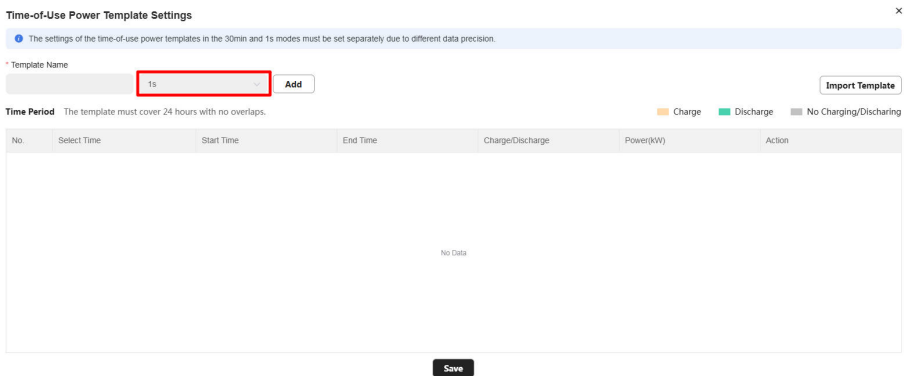 Time-of-Use Power Template Settings
The settings of the time-of-use power templates in the 30min and 1s modes must be set separately due to different data precision.
* Template Name
1s Add Import Template
Time Period The template must cover 24 hours with no overlaps. Charge Discharge No Charging/Discharing
No. Select Time Start Time End Time Charge/Discharge Power(kW) Action
No Data
Save